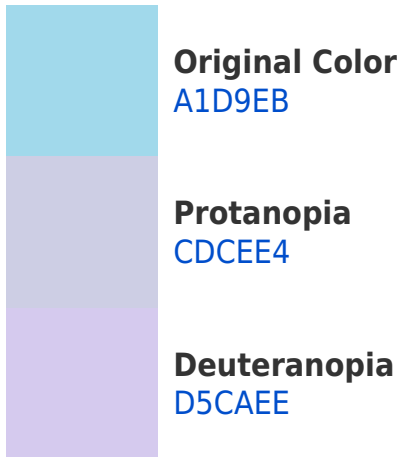 Original Color
A1D9EB
Protanopia
CDCEE4
Deuteranopia
D5CAEE